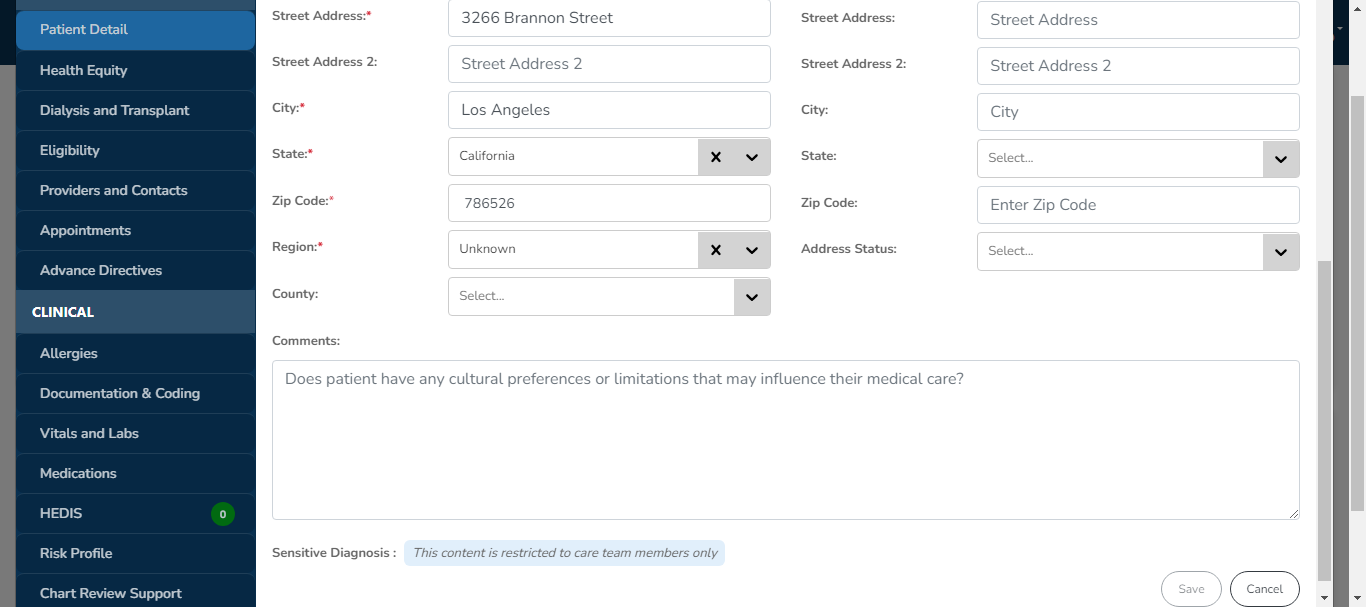 Patient Detail
Health Equity
Dialysis and Transplant
Eligibility
Providers and Contacts
Appointments
Advance Directives
CLINICAL
Allergies
Documentation & Coding
Vitals and Labs
Medications
HEDIS 0
Risk Profile
Chart Review Support
Street Address:* 3266 Brannon Street
Street Address 2: Street Address 2
City:* Los Angeles
State:* California
Zip Code:* 786526
Region:* Unknown
County: Select...
Street Address: Street Address
Street Address 2: Street Address 2
City: City
State: Select...
Zip Code: Enter Zip Code
Address Status: Select...
Comments:
Does patient have any cultural preferences or limitations that may influence their medical care?
Sensitive Diagnosis : This content is restricted to care team members only
Save Cancel